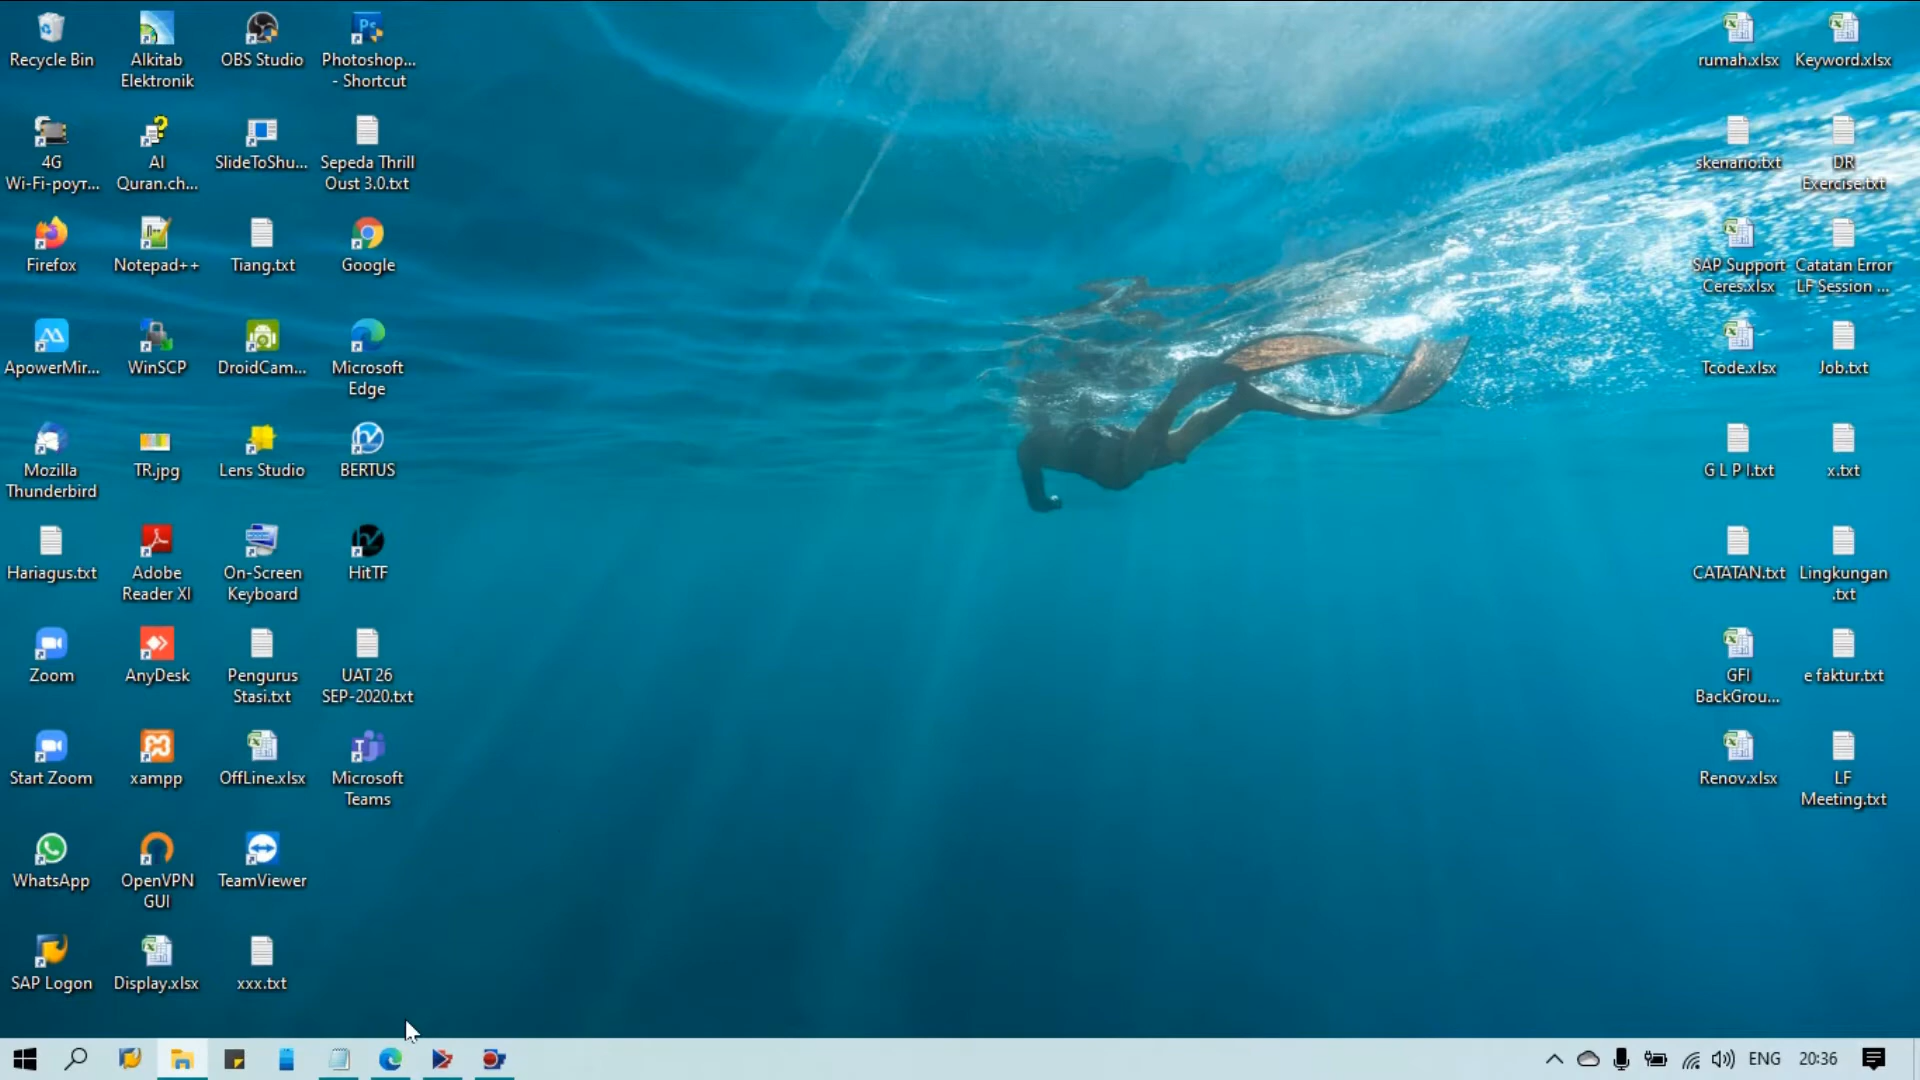 Recycle Bin
Alkitab
Elektronik
OBS Studio
Photoshop...
- Shortcut
rumah.xlsx
Keyword.xlsx
4G
Wi-Fi-роут...
Al
Quran.ch...
SlideToShu...
Sepeda Thrill
Oust 3.0.txt
skenario.txt
DR
Exercise.txt
Firefox
Notepad++
Tiang.txt
Google
SAP Support
Ceres.xlsx
Catatan Error
LF Session ...
ApowerMir...
WinSCP
DroidCam...
Microsoft
Edge
Tcode.xlsx
Job.txt
Mozilla
Thunderbird
TR.jpg
Lens Studio
BERTUS
G L P I.txt
x.txt
Hariagus.txt
Adobe
Reader XI
On-Screen
Keyboard
HitTF
CATATAN.txt
Lingkungan
.txt
Zoom
AnyDesk
Pengurus
Stasi.txt
UAT 26
SEP-2020.txt
GFI
BackGrou...
e faktur.txt
Start Zoom
xampp
OffLine.xlsx
Microsoft
Teams
Renov.xlsx
LF
Meeting.txt
WhatsApp
OpenVPN
GUI
TeamViewer
SAP Logon
Display.xlsx
xxx.txt
ENG
20:36